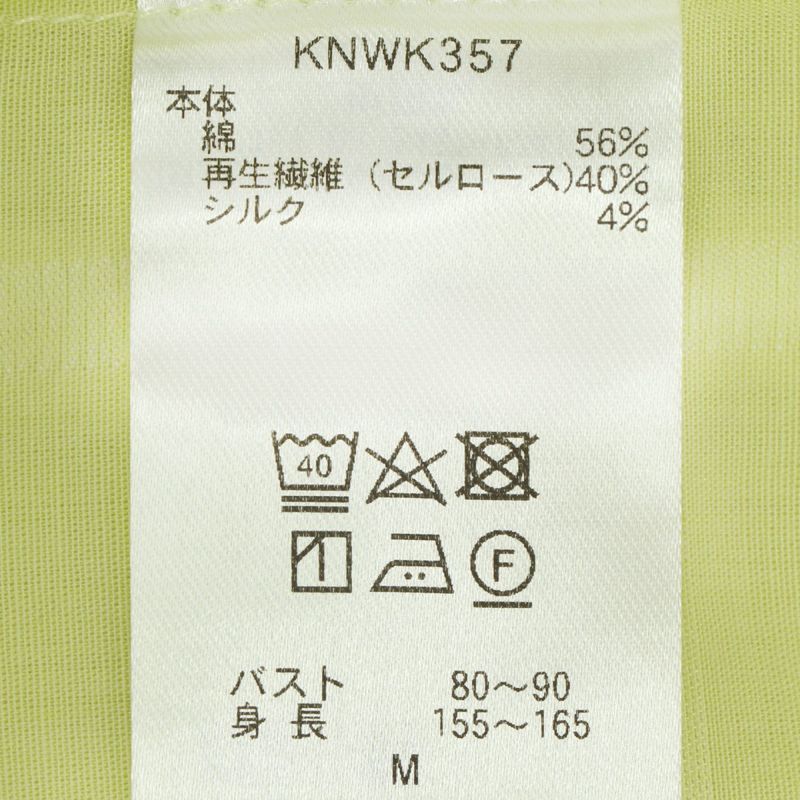 KNWK357
本体
綿 56%
再生繊維（セルロース)40%
シルク 4%
40
F
バスト 80～90
身長 155～165
M